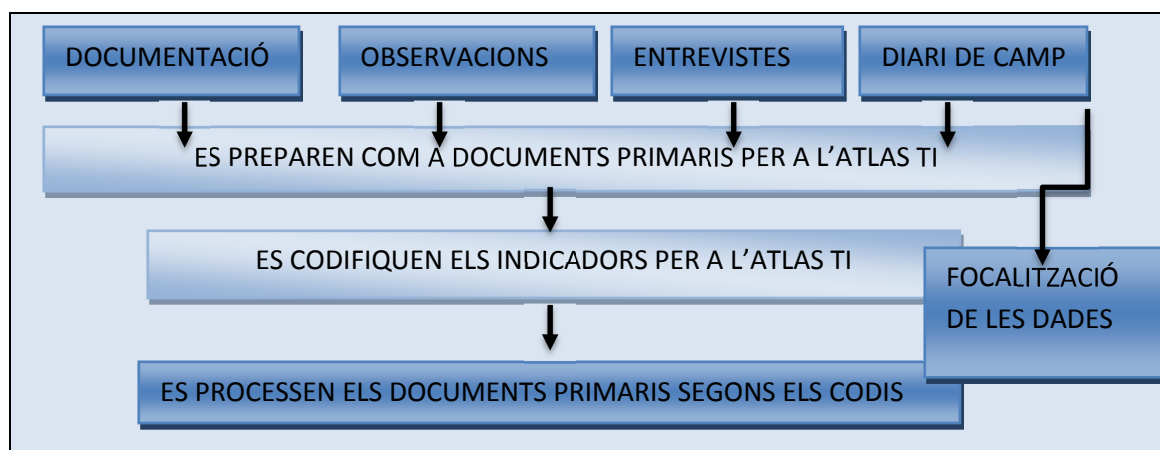 DOCUMENTACIÓ
OBSERVACIONS
ENTREVISTES
DIARI DE CAMP
ES PREPAREN COM A DOCUMENTS PRIMARIS PER A L’ATLAS TI
ES CODIFIQUEN ELS INDICADORS PER A L’ATLAS TI
FOCALITZACIÓ
DE LES DADES
ES PROCESSEN ELS DOCUMENTS PRIMARIS SEGONS ELS CODIS